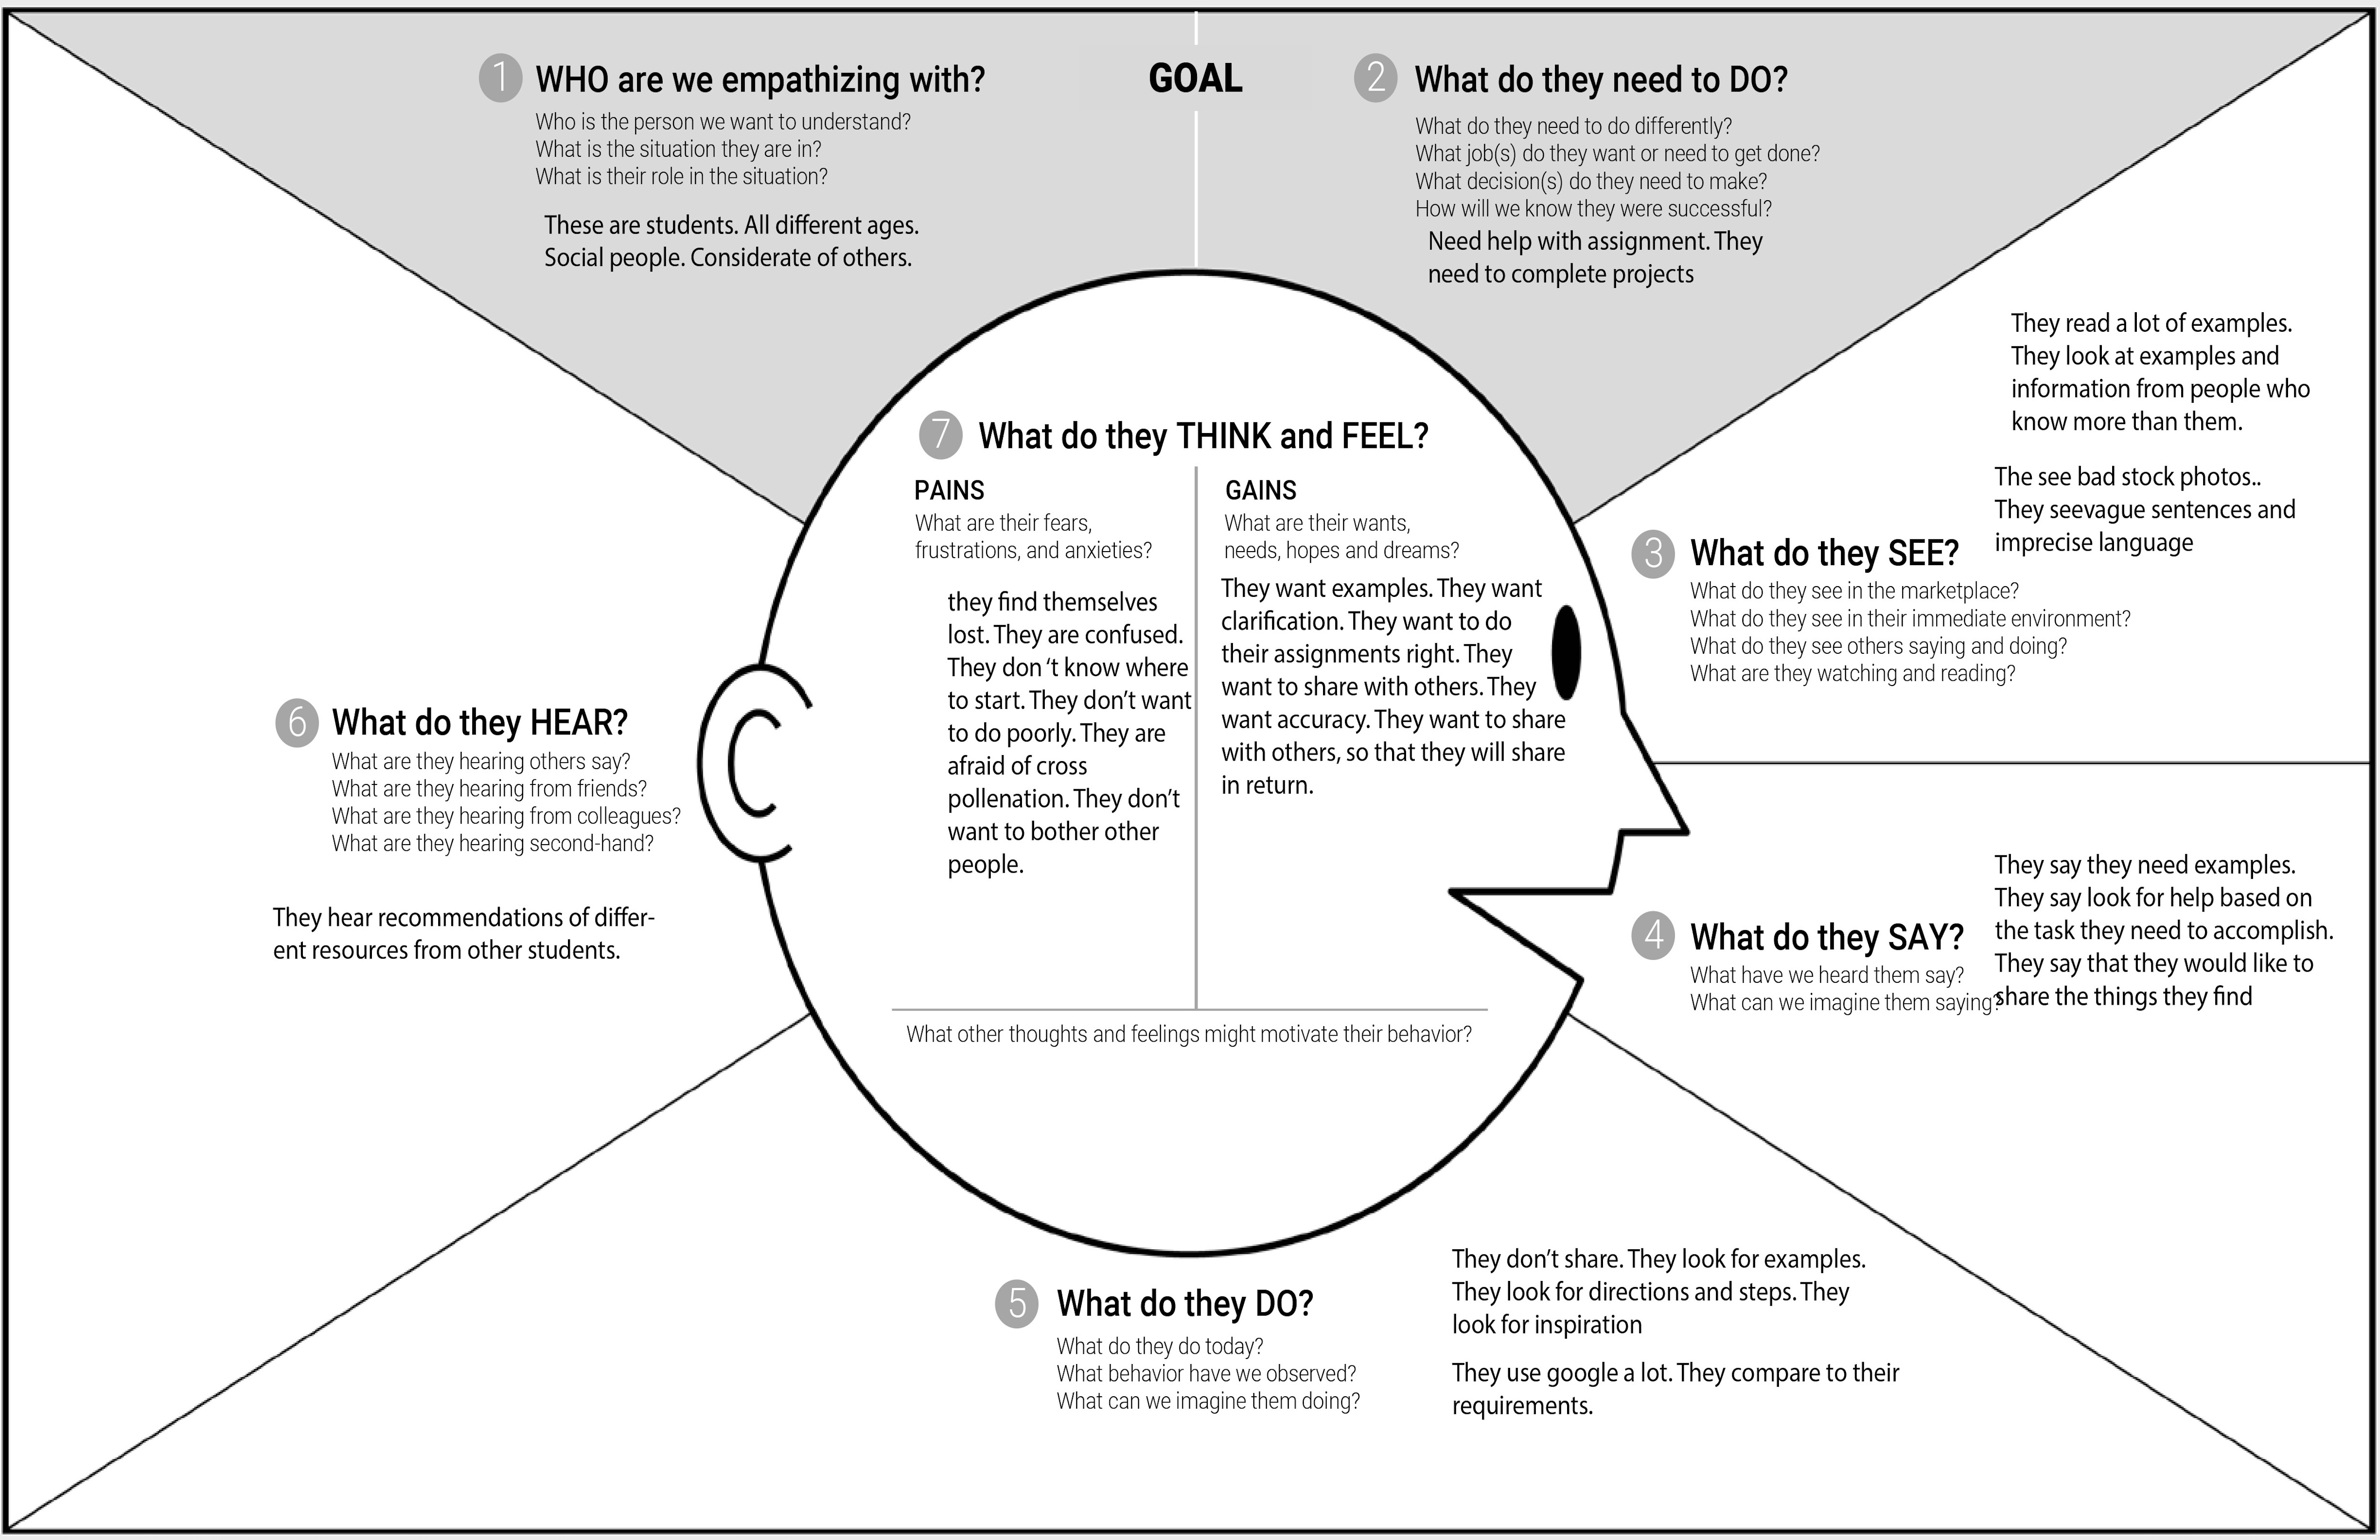 1 WHO are we empathizing with?
Who is the person we want to understand?
What is the situation they are in?
What is their role in the situation?
These are students. All different ages.
Social people. Considerate of others.
GOAL
2 What do they need to DO?
What do they need to do differently?
What job(s) do they want or need to get done?
What decision(s) do they need to make?
How will we know they were successful?
Need help with assignment. They
need to complete projects
They read a lot of examples.
They look at examples and
information from people who
know more than them.
The see bad stock photos..
They seevague sentences and
imprecise language
3 What do they SEE?
What do they see in the marketplace?
What do they see in their immediate environment?
What do they see others saying and doing?
What are they watching and reading?
4 What do they SAY?
What have we heard them say?
What can we imagine them saying?
They say they need examples.
They say look for help based on
the task they need to accomplish.
They say that they would like to
share the things they find
5 What do they DO?
What do they do today?
What behavior have we observed?
What can we imagine them doing?
They don't share. They look for examples.
They look for directions and steps. They
look for inspiration
They use google a lot. They compare to their
requirements.
6 What do they HEAR?
What are they hearing others say?
What are they hearing from friends?
What are they hearing from colleagues?
What are they hearing second-hand?
They hear recommendations of differ-
ent resources from other students.
7 What do they THINK and FEEL?
PAINS
What are their fears,
frustrations, and anxieties?
they find themselves
lost. They are confused.
They don 't know where
to start. They don't want
to do poorly. They are
afraid of cross
pollenation. They don't
want to bother other
people.
GAINS
What are their wants,
needs, hopes and dreams?
They want examples. They want
clarification. They want to do
their assignments right. They
want to share with others. They
want accuracy. They want to share
with others, so that they will share
in return.
What other thoughts and feelings might motivate their behavior?